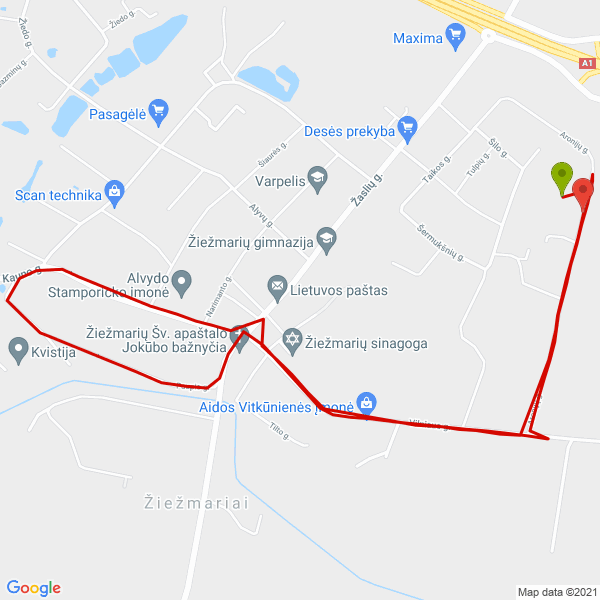 Žiedo g.
Žiedo g.
Maxima
A1
Pasagėlė
Desės prekyba
Aronijų g.
Šilo g.
Šiaurės g.
Tulpių g.
Taikos g.
Varpelis
Scan technika
Žaslių g.
Alyvų g.
Šermukšnių g.
Žiežmarių gimnazija
Kauno g.
Alvydo
Stamporicko įmonė
Narimanto g.
Lietuvos paštas
Žiežmarių Šv. apaštalo
Jokūbo bažnyčia
Žiežmarių sinagoga
Kvistija
Aidos Vitkūnienės įmonė
Vilniaus g.
Tilto g.
Žiežmariai
Google
Map data ©2021